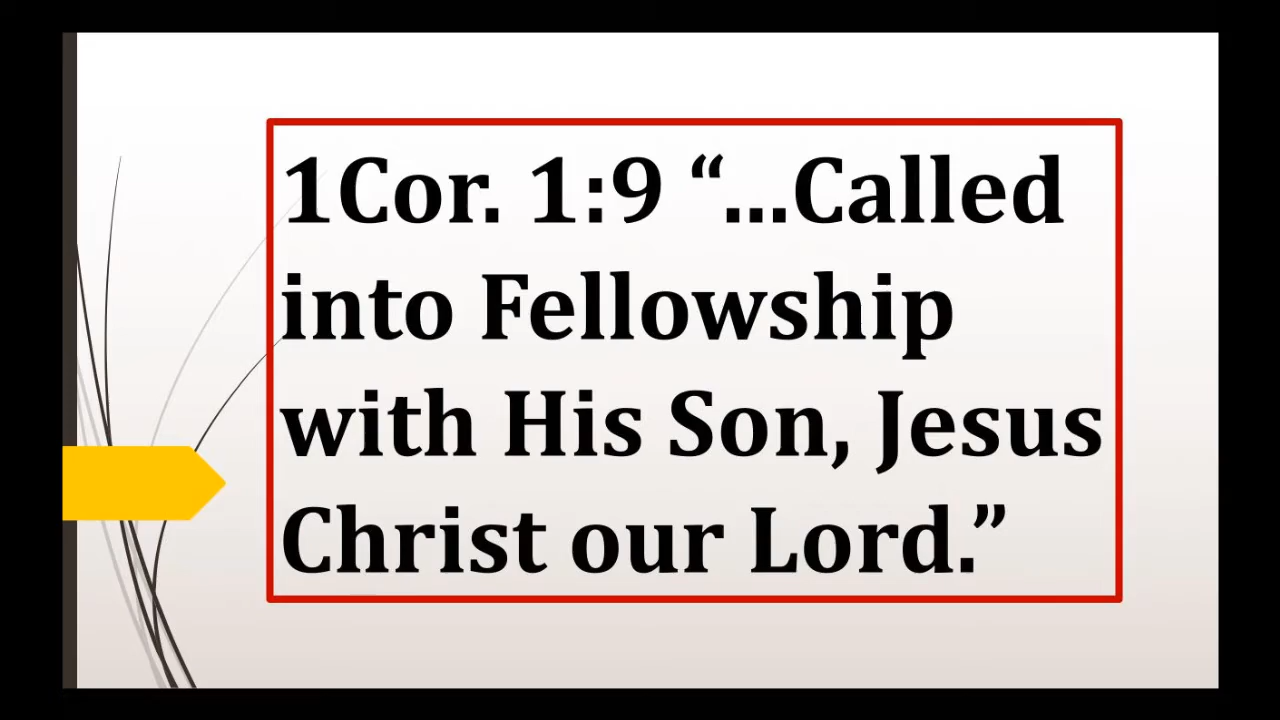 1Cor. 1:9 “...Called
into Fellowship
with His Son, Jesus
Christ our Lord.”